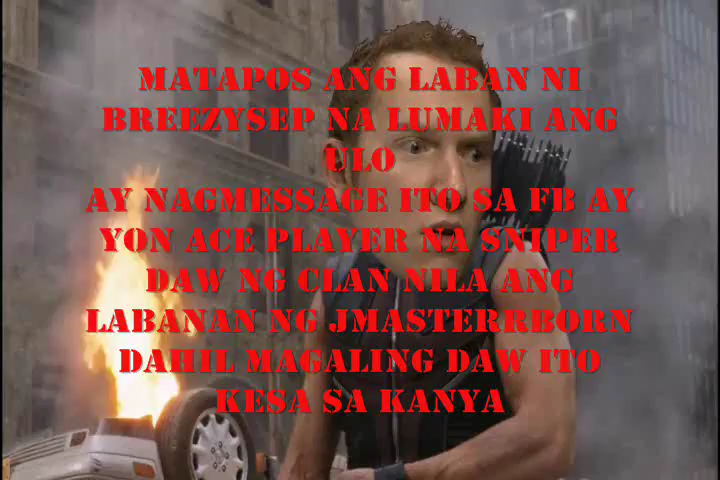 MATAPOS ANG LABAN NI
BREEZYSEP NA LUMAKI ANG
ULO
AY NAGMESSAGE ITO SA FB AY
YON ACE PLAYER NA SNIPER
DAW NG CLAN NILA ANG
LABANAN NG JMASTERRBORN
DAHIL MAGALING DAW ITO
KESA SA KANYA